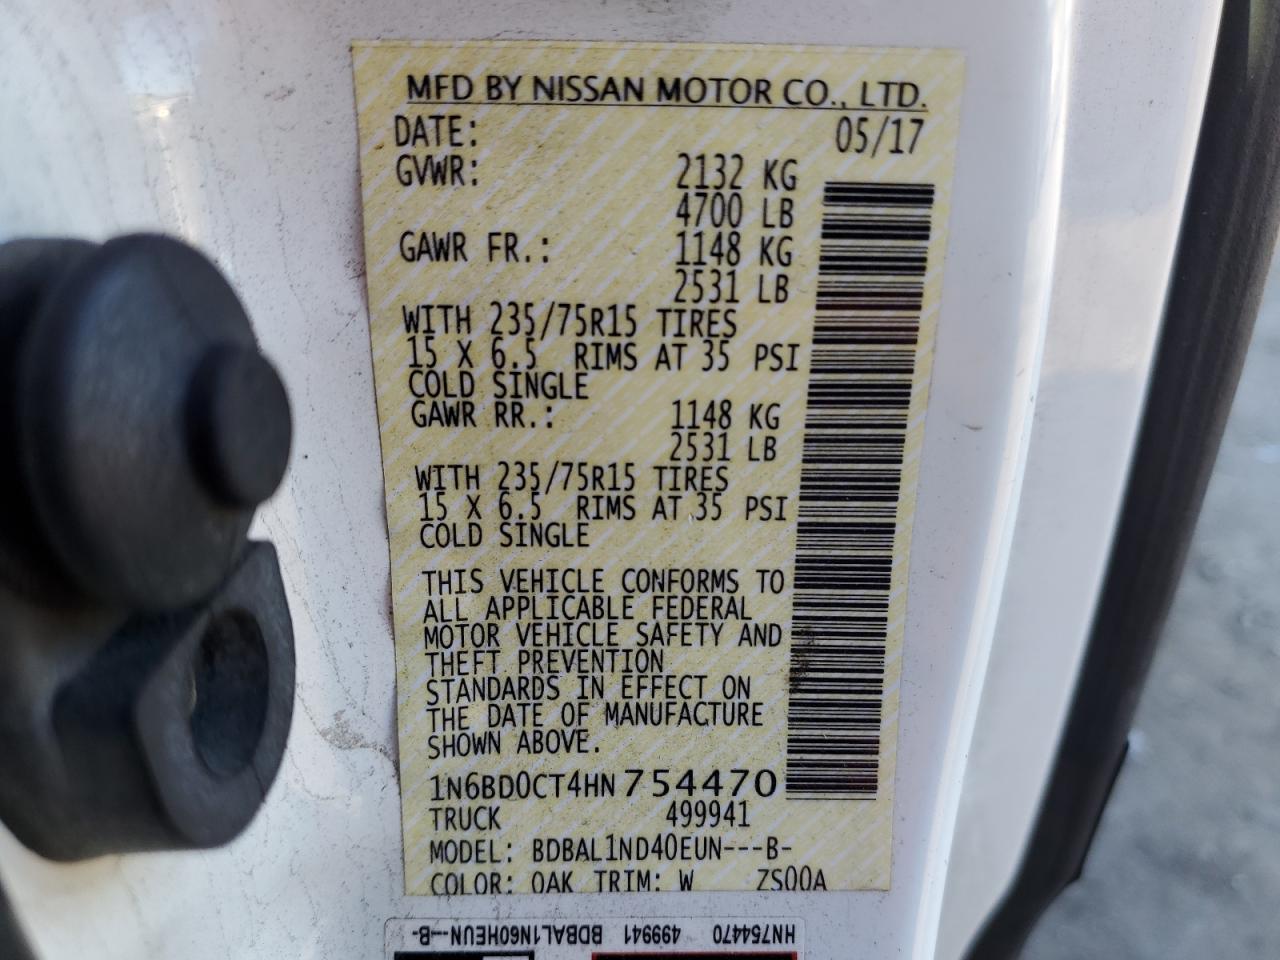 MFD BY NISSAN MOTOR CO., LTD.
DATE: 05/17
GVWR: 2132 KG
4700 LB
GAWR FR.: 1148 KG
2531 LB
WITH 235/75R15 TIRES
15 X 6.5 RIMS AT 35 PSI
COLD SINGLE
GAWR RR.: 1148 KG
2531 LB
WITH 235/75R15 TIRES
15 X 6.5 RIMS AT 35 PSI
COLD SINGLE
THIS VEHICLE CONFORMS TO
ALL APPLICABLE FEDERAL
MOTOR VEHICLE SAFETY AND
THEFT PREVENTION
STANDARDS IN EFFECT ON
THE DATE OF MANUFACTURE
SHOWN ABOVE.
1N6BD0CT4HN754470
TRUCK 499941
MODEL: BDBAL1ND40EUN---B-
COLOR: QAK TRIM: W ZS00A
HN754470 499941 BDBAL1N60HEUN--B-